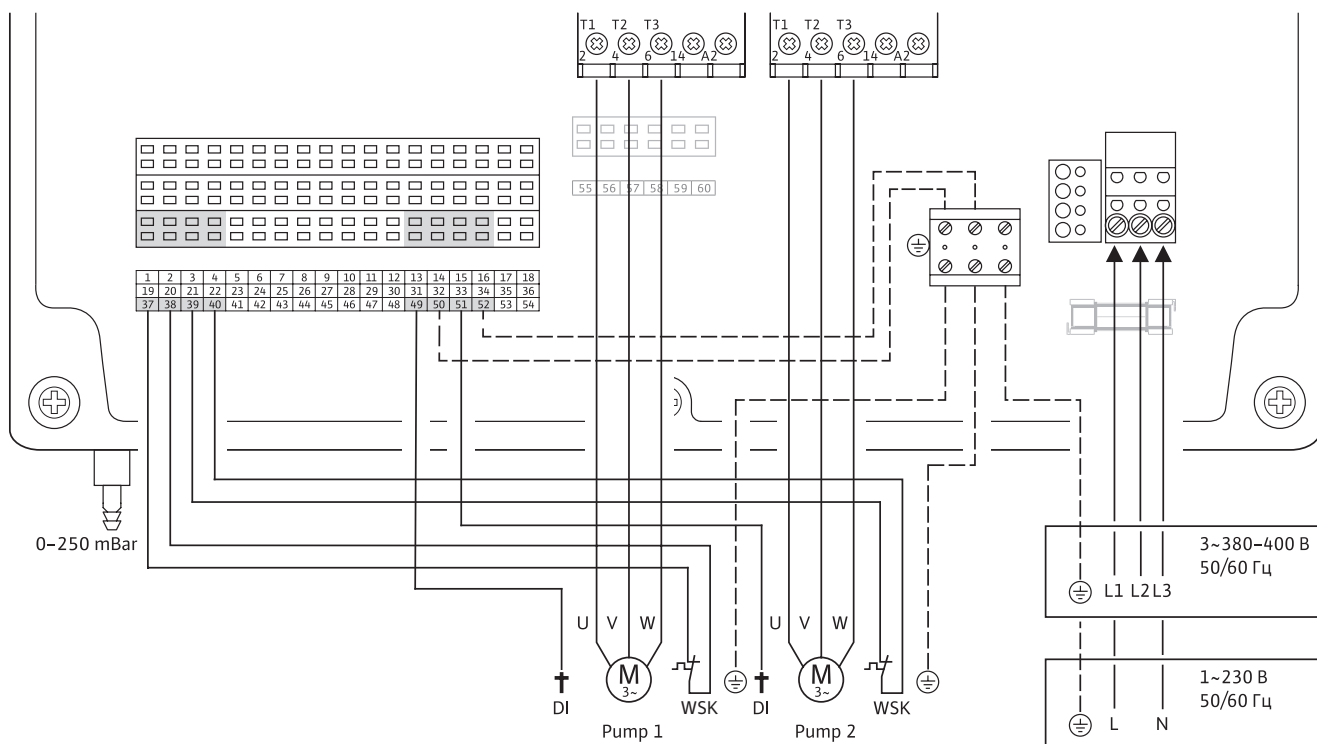 T1 T2 T3
2 4 6 14 A2
T1 T2 T3
2 4 6 14 A2
55 56 57 58 59 60
1 2 3 4 5 6 7 8 9 10 11 12 13 14 15 16 17 18
19 20 21 22 23 24 25 26 27 28 29 30 31 32 33 34 35 36
37 38 39 40 41 42 43 44 45 46 47 48 49 50 51 52 53 54
0–250 mBar
3~380–400 В
50/60 Гц
L1 L2 L3
U V W
U V W
M
3~
M
3~
DI
WSK
DI
WSK
Pump 1
Pump 2
1~230 В
50/60 Гц
L N